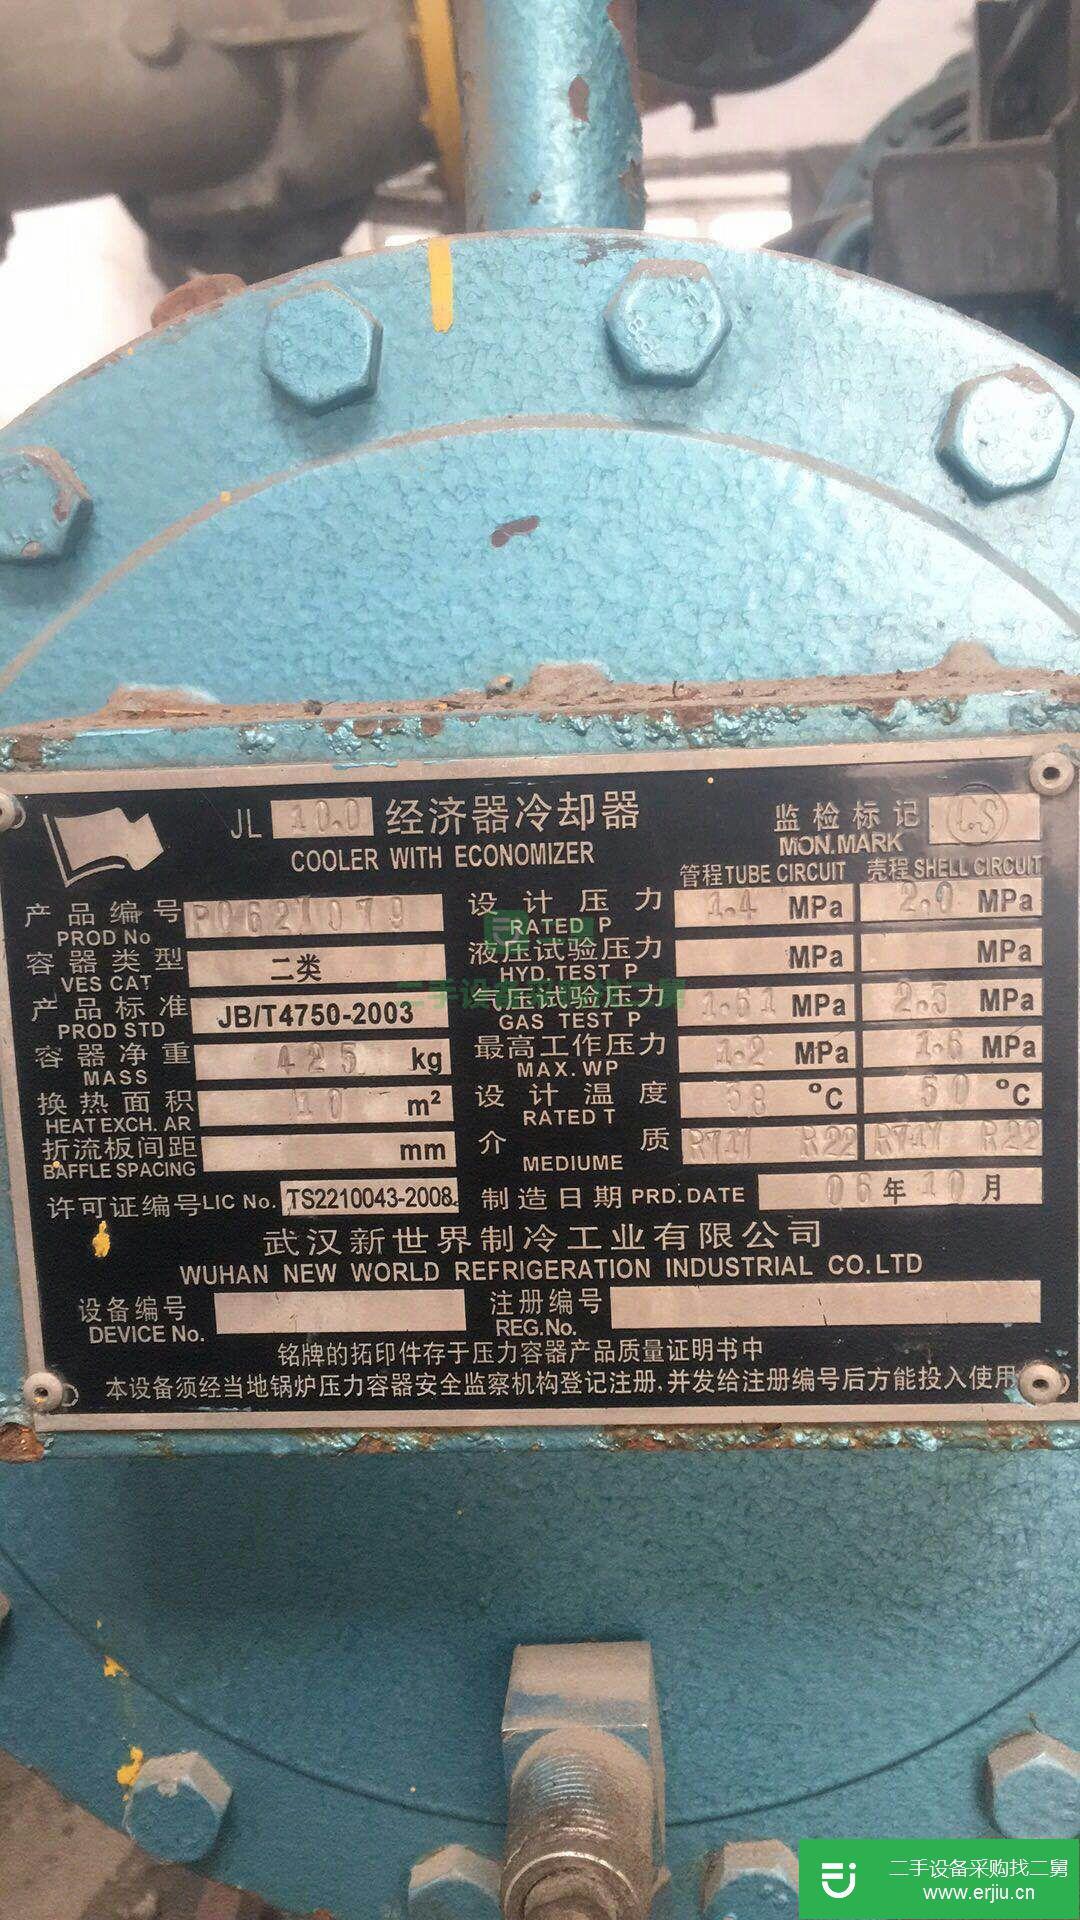 JL 10.0 经济器冷却器 监检标记 CS
COOLER WITH ECONOMIZER MON.MARK
管程TUBE CIRCUIT 壳程SHELL CIRCUIT
产品编号 P0621079 设计压力 1.4 MPa 2.0 MPa
PROD No RATED P
容器类型 二类 液压试验压力 MPa MPa
VES CAT HYD.TEST P
产品标准 JB/T4750-2003 气压试验压力 1.61 MPa 2.3 MPa
PROD STD GAS TEST P
容器净重 425 kg 最高工作压力 1.2 MPa 1.6 MPa
MASS MAX.WP
换热面积 10 m² 设计温度 38 °C 50 °C
HEAT EXCH. AR RATED T
折流板间距 mm 介质 R717 R22 R717 R22
BAFFLE SPACING MEDIUME
许可证编号LIC No. TS2210043-2008 制造日期 PRD.DATE 06年10月
武汉新世界制冷工业有限公司
WUHAN NEW WORLD REFRIGERATION INDUSTRIAL CO.LTD
设备编号 注册编号
DEVICE No. REG.No.
铭牌的拓印件存于压力容器产品质量证明书中
本设备须经当地锅炉压力容器安全监察机构登记注册,并发给注册编号后方能投入使用
二手设备采购找二舅
二手设备采购找二舅
www.erjiu.cn